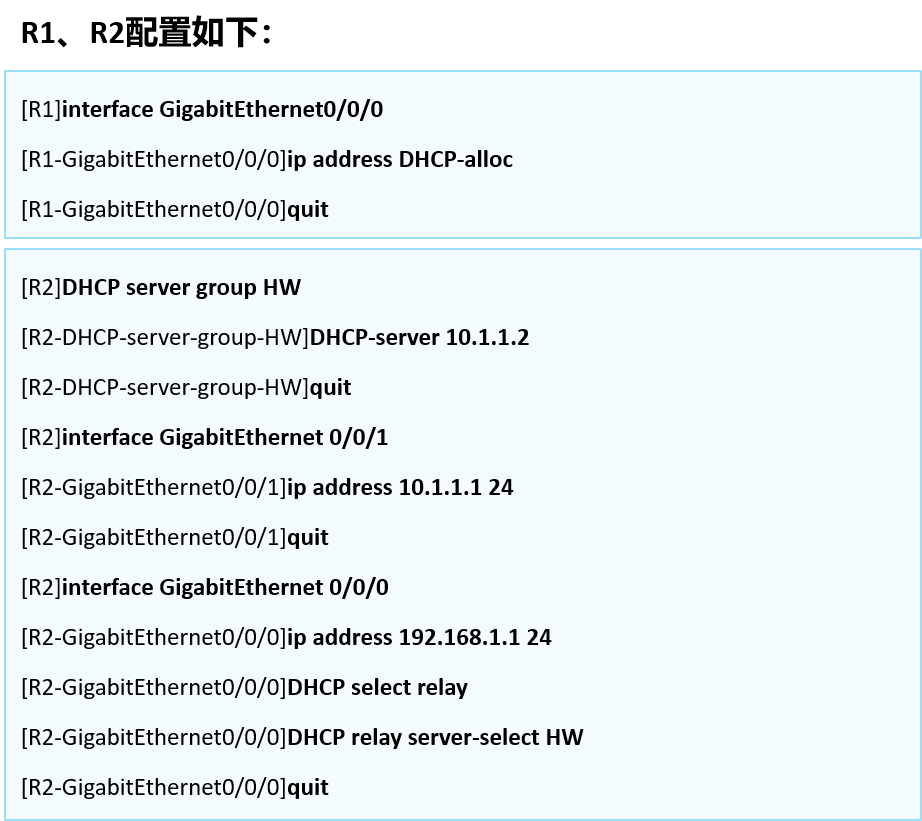 R1、R2配置如下：
[R1]interface GigabitEthernet0/0/0
[R1-GigabitEthernet0/0/0]ip address DHCP-alloc
[R1-GigabitEthernet0/0/0]quit
[R2]DHCP server group HW
[R2-DHCP-server-group-HW]DHCP-server 10.1.1.2
[R2-DHCP-server-group-HW]quit
[R2]interface GigabitEthernet 0/0/1
[R2-GigabitEthernet0/0/1]ip address 10.1.1.1 24
[R2-GigabitEthernet0/0/1]quit
[R2]interface GigabitEthernet 0/0/0
[R2-GigabitEthernet0/0/0]ip address 192.168.1.1 24
[R2-GigabitEthernet0/0/0]DHCP select relay
[R2-GigabitEthernet0/0/0]DHCP relay server-select HW
[R2-GigabitEthernet0/0/0]quit